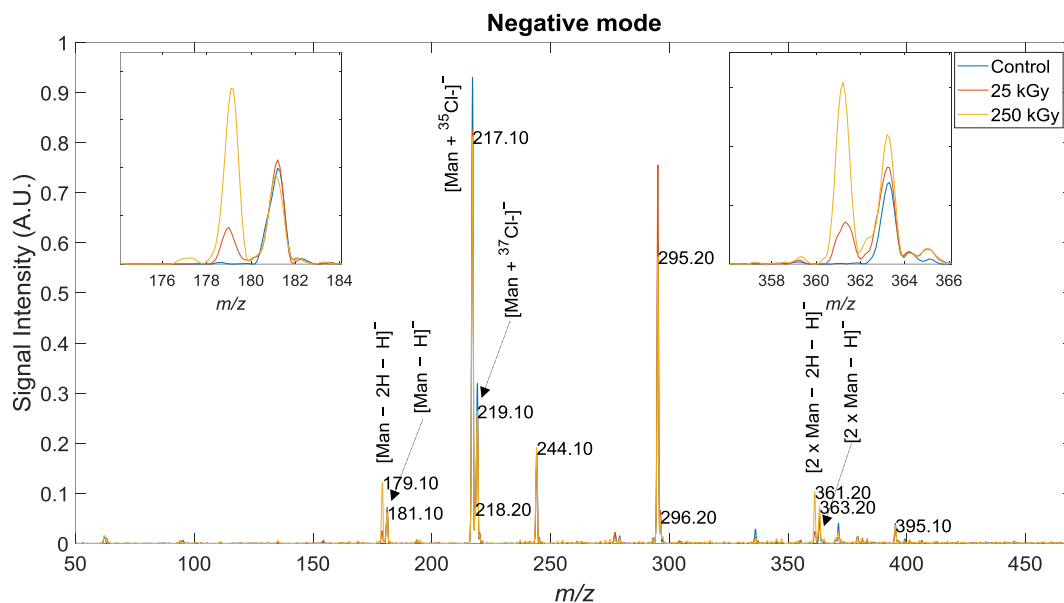 Negative mode
Signal Intensity (A.U.)
1
0.9
0.8
0.7
0.6
0.5
0.4
0.3
0.2
0.1
0
50
100
150
200
250
300
350
400
450
m/z
176
178
180
182
184
m/z
358
360
362
364
366
m/z
Control
25 kGy
250 kGy
[Man − 2H − H]⁻
[Man − H]⁻
[Man + ³⁵Cl-]⁻
[Man + ³⁷Cl-]⁻
[2 x Man − 2H − H]⁻
[2 x Man − H]⁻
179.10
181.10
217.10
219.10
218.20
244.10
295.20
296.20
361.20
363.20
395.10